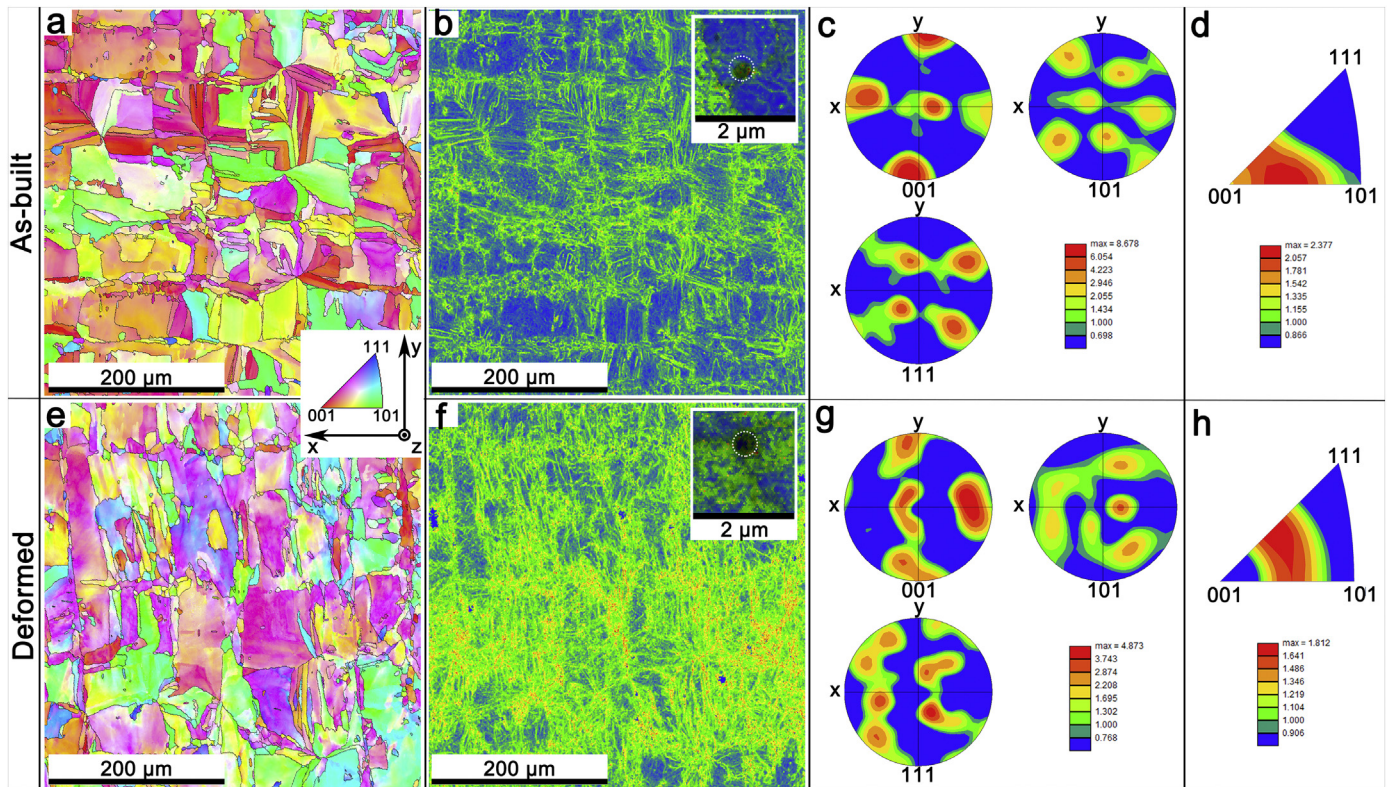 As-built
a
200 μm
111
001
101
y
x
z
b
2 μm
200 μm
c
y
x
001
y
x
101
y
x
111
max = 8.678
6.054
4.223
2.946
2.055
1.434
1.000
0.698
d
111
001
101
max = 2.377
2.057
1.781
1.542
1.335
1.155
1.000
0.866
Deformed
e
200 μm
f
2 μm
200 μm
g
y
x
001
y
x
101
y
x
111
max = 4.873
3.743
2.874
2.208
1.695
1.302
1.000
0.768
h
111
001
101
max = 1.812
1.641
1.486
1.346
1.219
1.104
1.000
0.906